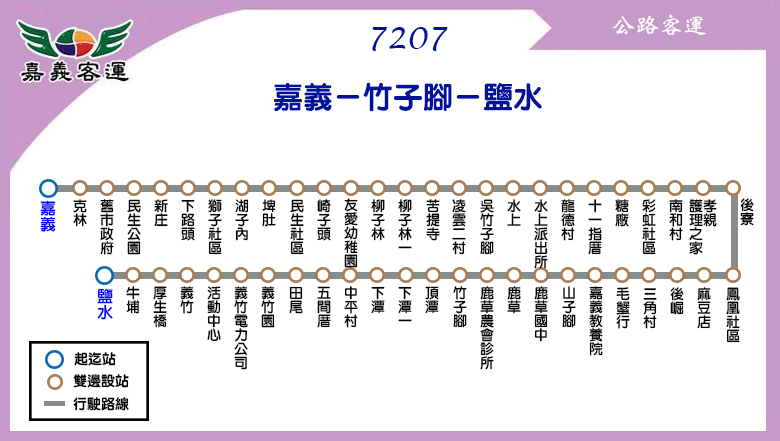 嘉義客運
7207
公路客運
嘉義－竹子腳－鹽水
嘉義
克林
舊市政府
民生公園
新庄
下路頭
獅子社區
湖子內
埤肚
民生社區
崎子頭
友愛幼稚園
柳子林
柳子林一
苦提寺
凌雲二村
吳竹子腳
水上
水上派出所
龍德村
十一指厝
糖廠
彩虹社區
南和村
孝親護理之家
後寮
鹽水
牛埔
厚生橋
義竹
活動中心
義竹電力公司
義竹園
田尾
五間厝
中平村
下潭
下潭一
頂潭
竹子腳
鹿草農會診所
鹿草
鹿草國中
山子腳
嘉義教養院
毛蟹行
三角村
後崛
麻豆店
鳳凰社區
起迄站
雙邊設站
行駛路線